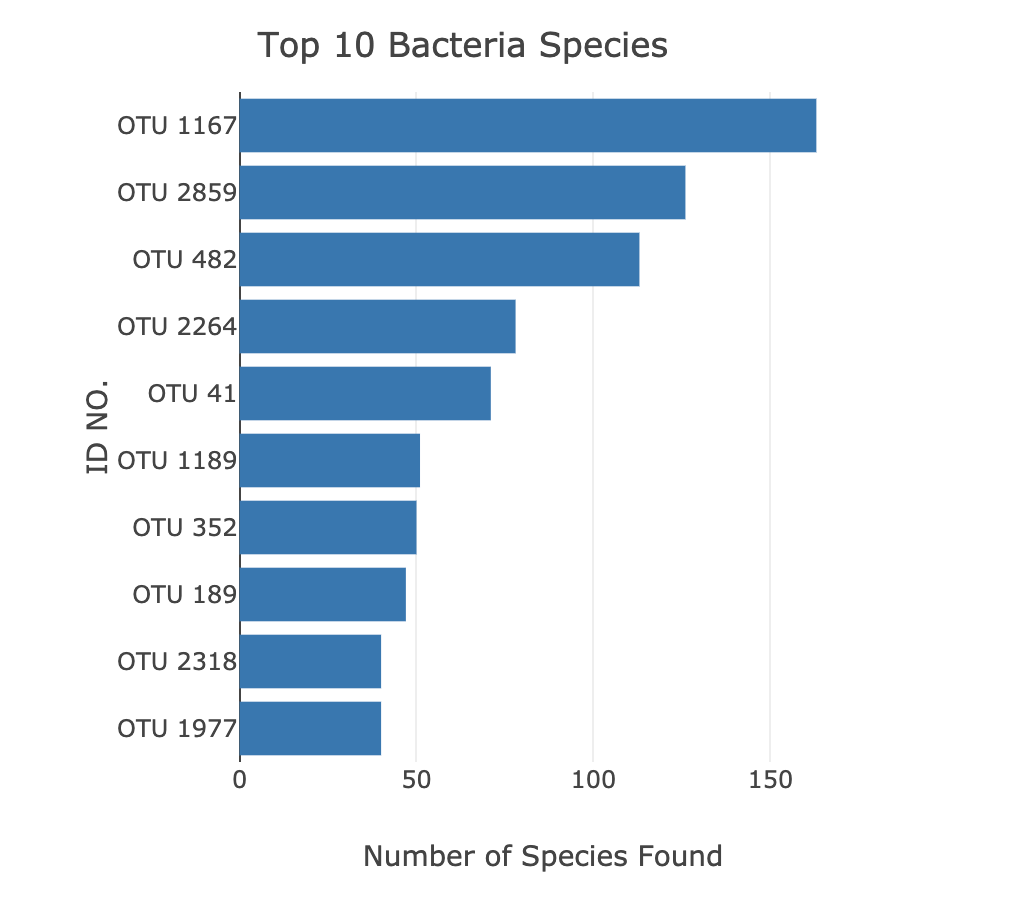 Top 10 Bacteria Species
OTU 1167
OTU 2859
OTU 482
OTU 2264
OTU 41
OTU 1189
OTU 352
OTU 189
OTU 2318
OTU 1977
ID NO.
0 50 100 150
Number of Species Found